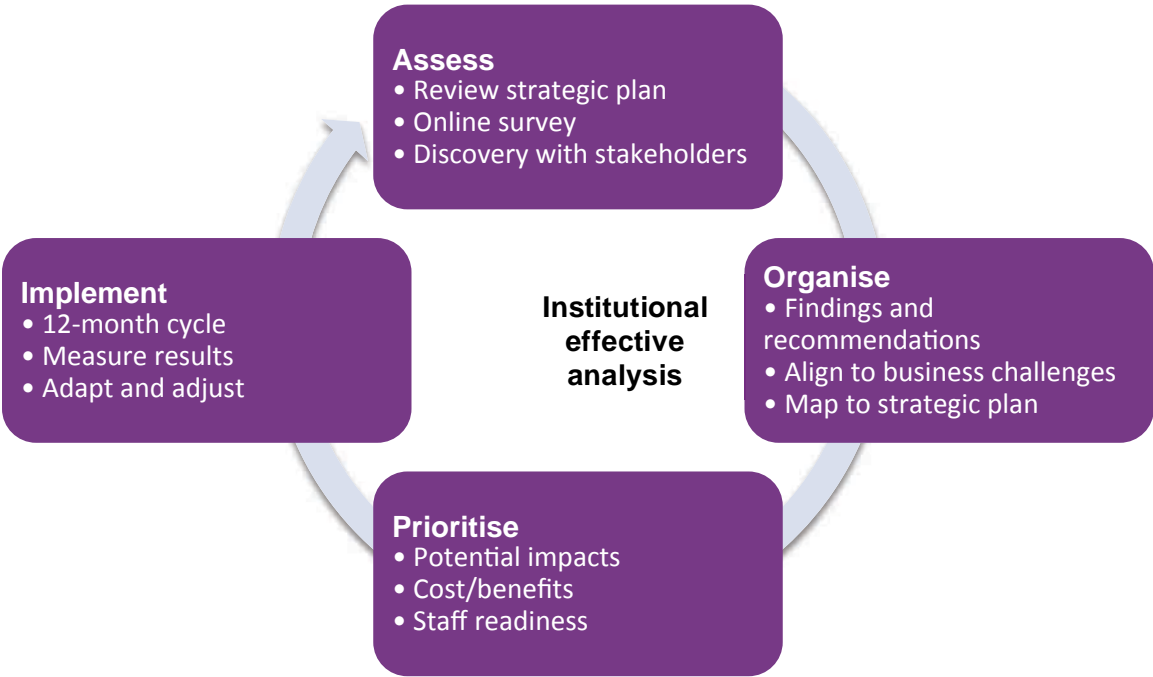 Assess
• Review strategic plan
• Online survey
• Discovery with stakeholders
Implement
• 12-month cycle
• Measure results
• Adapt and adjust
Institutional
effective
analysis
Organise
• Findings and
recommendations
• Align to business challenges
• Map to strategic plan
Prioritise
• Potential impacts
• Cost/benefits
• Staff readiness